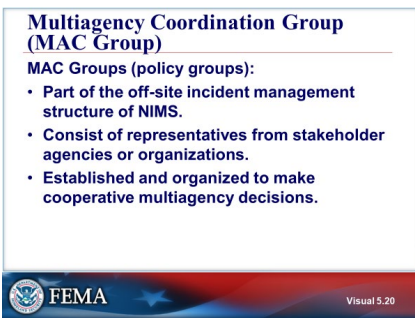 Multiagency Coordination Group
(MAC Group)
MAC Groups (policy groups):
• Part of the off-site incident management
structure of NIMS.
• Consist of representatives from stakeholder
agencies or organizations.
• Established and organized to make
cooperative multiagency decisions.
FEMA
Visual 5.20